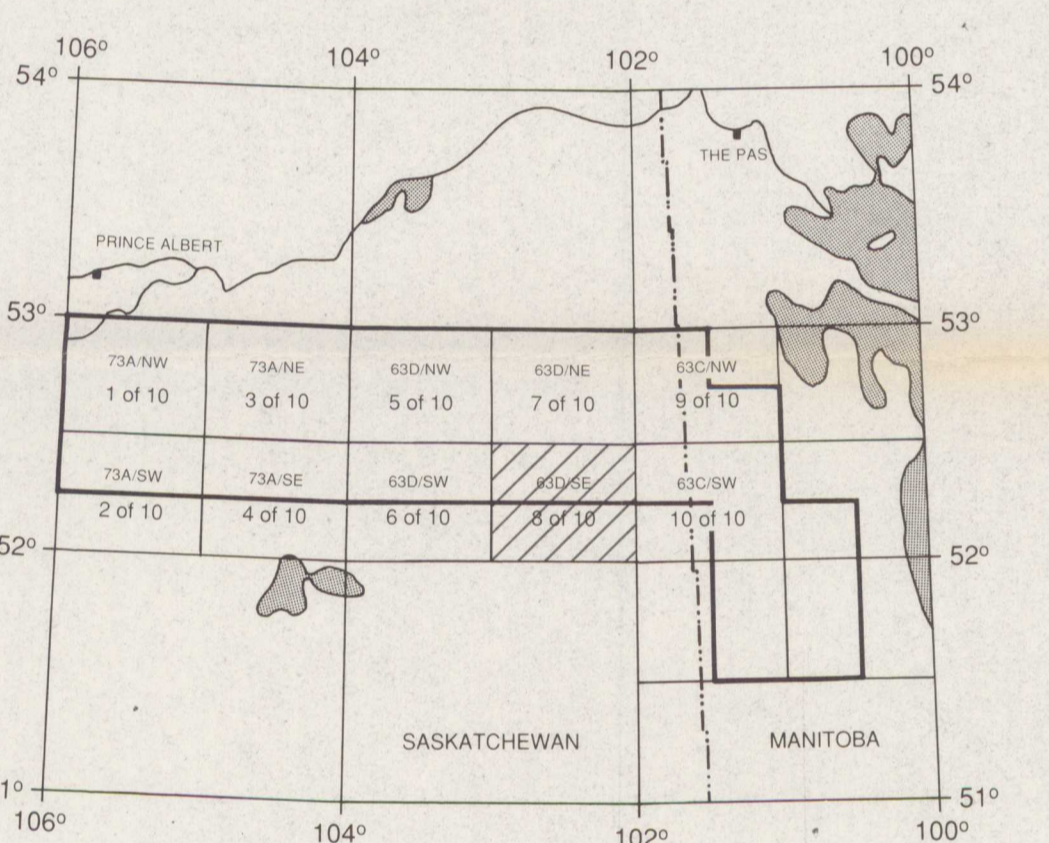 106° 104° 102° 100°
54° 54°
THE PAS
PRINCE ALBERT
53° 53°
73A/NW 73A/NE 63D/NW 63D/NE 63C/NW
1 of 10 3 of 10 5 of 10 7 of 10 9 of 10
73A/SW 73A/SE 63D/SW 63D/SE 63C/SW
2 of 10 4 of 10 6 of 10 8 of 10 10 of 10
52° 52°
SASKATCHEWAN MANITOBA
1° 51°
106° 104° 102° 100°